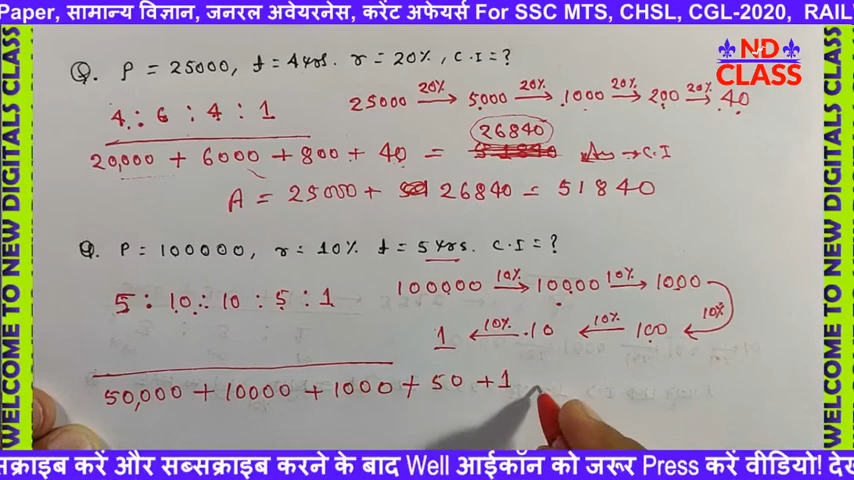 Paper, सामान्य विज्ञान, जनरल अवेयरनेस, करेंट अफेयर्स For SSC MTS, CHSL, CGL-2020, RAIL
ND
CLASS
WELCOME TO NEW DIGITALS CLASS
WELCOME TO NEW DIGITALS CLASS
Q. P = 25000, t = 4 yrs. r = 20%, C.I = ?
4 : 6 : 4 : 1
25000 20%→ 5000 20%→ 1000 20%→ 200 20%→ 40
20,000 + 6000 + 800 + 40 = 26840 Ans → C.I
A = 25000 + 26840 = 51840
Q. P = 100000, r = 10% t = 5 yrs. C.I = ?
5 : 10 : 10 : 5 : 1
100000 10%→ 10000 10%→ 1000
1 ←10% 10 ←10% 100 ←10%
50,000 + 10000 + 1000 + 50 + 1
सक्राइब करें और सब्सक्राइब करने के बाद Well आईकॉन को जरूर Press करें वीडियो! देख